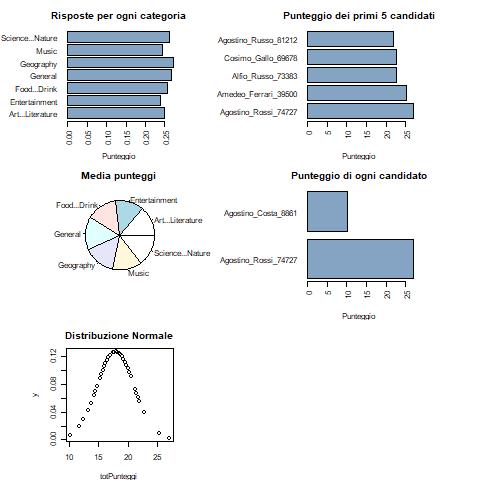 Risposte per ogni categoria
Science...Nature
Music
Geography
General
Food...Drink
Entertainment
Art...Literature
0.00 0.05 0.10 0.15 0.20 0.25
Punteggio
Punteggio dei primi 5 candidati
Agostino_Russo_81212
Cosimo_Gallo_69678
Alfio_Russo_73383
Amedeo_Ferrari_39500
Agostino_Rossi_74727
0 5 10 15 20 25
Punteggio
Media punteggi
Food...Drink
Entertainment
Art...Literature
General
Science...Nature
Geography
Music
Punteggio di ogni candidato
Agostino_Costa_8861
Agostino_Rossi_74727
0 5 10 15 20 25
Punteggio
Distribuzione Normale
y
0.00 0.04 0.08 0.12
10 15 20 25
totPunteggi